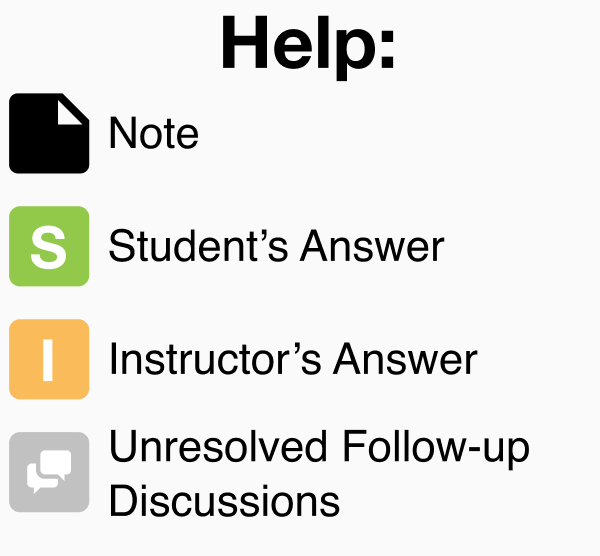 Help:
Note
S Student’s Answer
I Instructor’s Answer
Unresolved Follow-up
Discussions